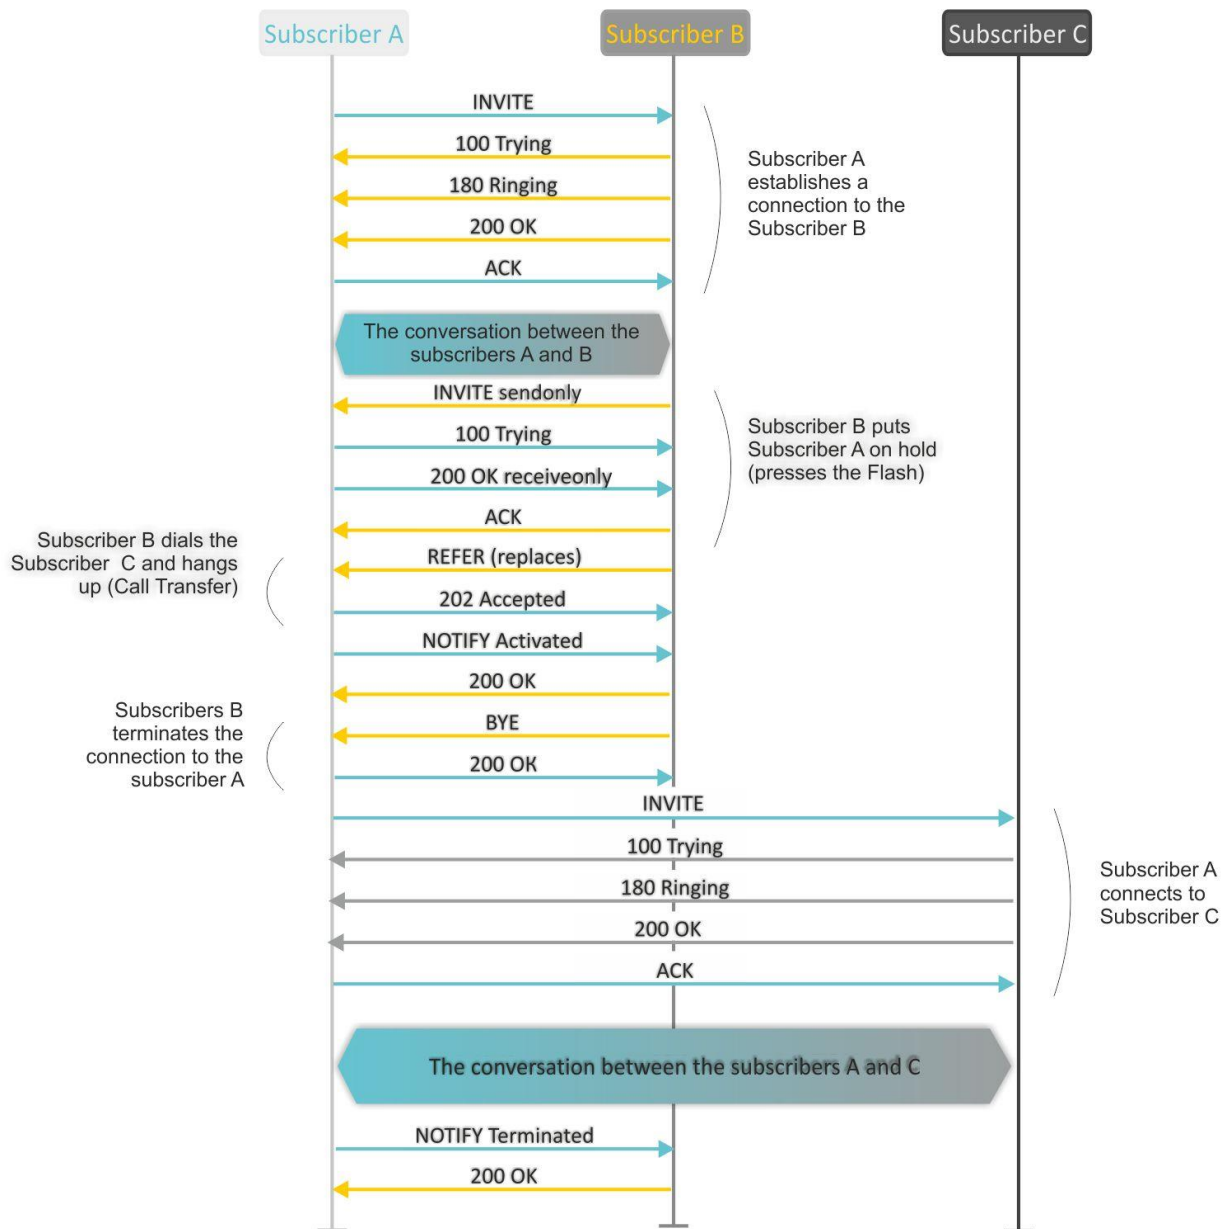 Subscriber A
Subscriber B
Subscriber C
INVITE
100 Trying
180 Ringing
200 OK
ACK
Subscriber A
establishes a
connection to the
Subscriber B
The conversation between the
subscribers A and B
INVITE sendonly
100 Trying
200 OK receiveonly
ACK
Subscriber B puts
Subscriber A on hold
(presses the Flash)
Subscriber B dials the
Subscriber C and hangs
up (Call Transfer)
REFER (replaces)
202 Accepted
NOTIFY Activated
200 OK
Subscribers B
terminates the
connection to the
subscriber A
BYE
200 OK
INVITE
100 Trying
180 Ringing
200 OK
ACK
Subscriber A
connects to
Subscriber C
The conversation between the subscribers A and C
NOTIFY Terminated
200 OK